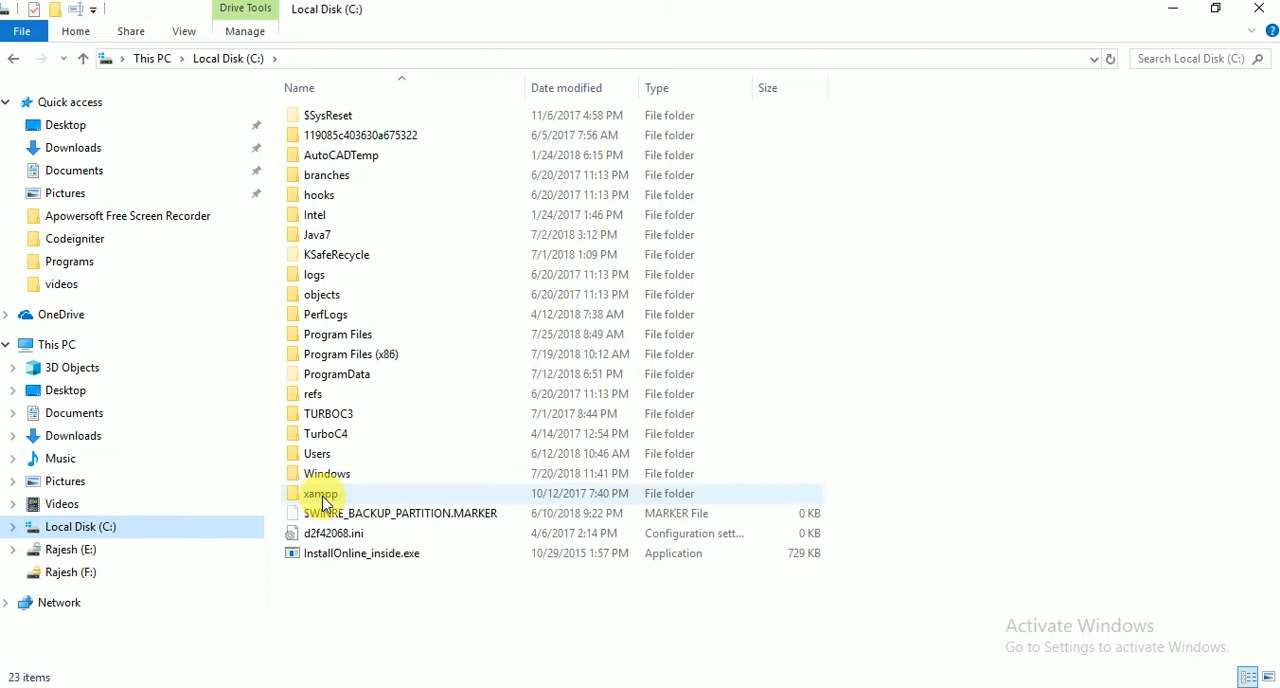 Drive Tools Local Disk (C:)
File Home Share View Manage
This PC Local Disk (C:) Search Local Disk (C:)
Name Date modified Type Size
Quick access
Desktop
Downloads
Documents
Pictures
Apowersoft Free Screen Recorder
Codeigniter
Programs
videos
OneDrive
This PC
3D Objects
Desktop
Documents
Downloads
Music
Pictures
Videos
Local Disk (C:)
Rajesh (E:)
Rajesh (F:)
Network
$SysReset 11/6/2017 4:58 PM File folder
119085c403630a675322 6/5/2017 7:56 AM File folder
AutoCADTemp 1/24/2018 6:15 PM File folder
branches 6/20/2017 11:13 PM File folder
hooks 6/20/2017 11:13 PM File folder
Intel 1/24/2017 1:46 PM File folder
Java7 7/2/2018 3:12 PM File folder
KSafeRecycle 7/1/2018 1:09 PM File folder
logs 6/20/2017 11:13 PM File folder
objects 6/20/2017 11:13 PM File folder
PerfLogs 4/12/2018 7:38 AM File folder
Program Files 7/25/2018 8:49 AM File folder
Program Files (x86) 7/19/2018 10:12 AM File folder
ProgramData 7/12/2018 6:51 PM File folder
refs 6/20/2017 11:13 PM File folder
TURBOC3 7/1/2017 8:44 PM File folder
TurboC4 4/14/2017 12:54 PM File folder
Users 6/12/2018 10:46 AM File folder
Windows 7/20/2018 11:41 PM File folder
xampp 10/12/2017 7:40 PM File folder
$WINRE_BACKUP_PARTITION.MARKER 6/10/2018 9:22 PM MARKER File 0 KB
d2f42068.ini 4/6/2017 2:14 PM Configuration sett... 0 KB
InstallOnline_inside.exe 10/29/2015 1:57 PM Application 729 KB
Activate Windows
Go to Settings to activate Windows.
23 items